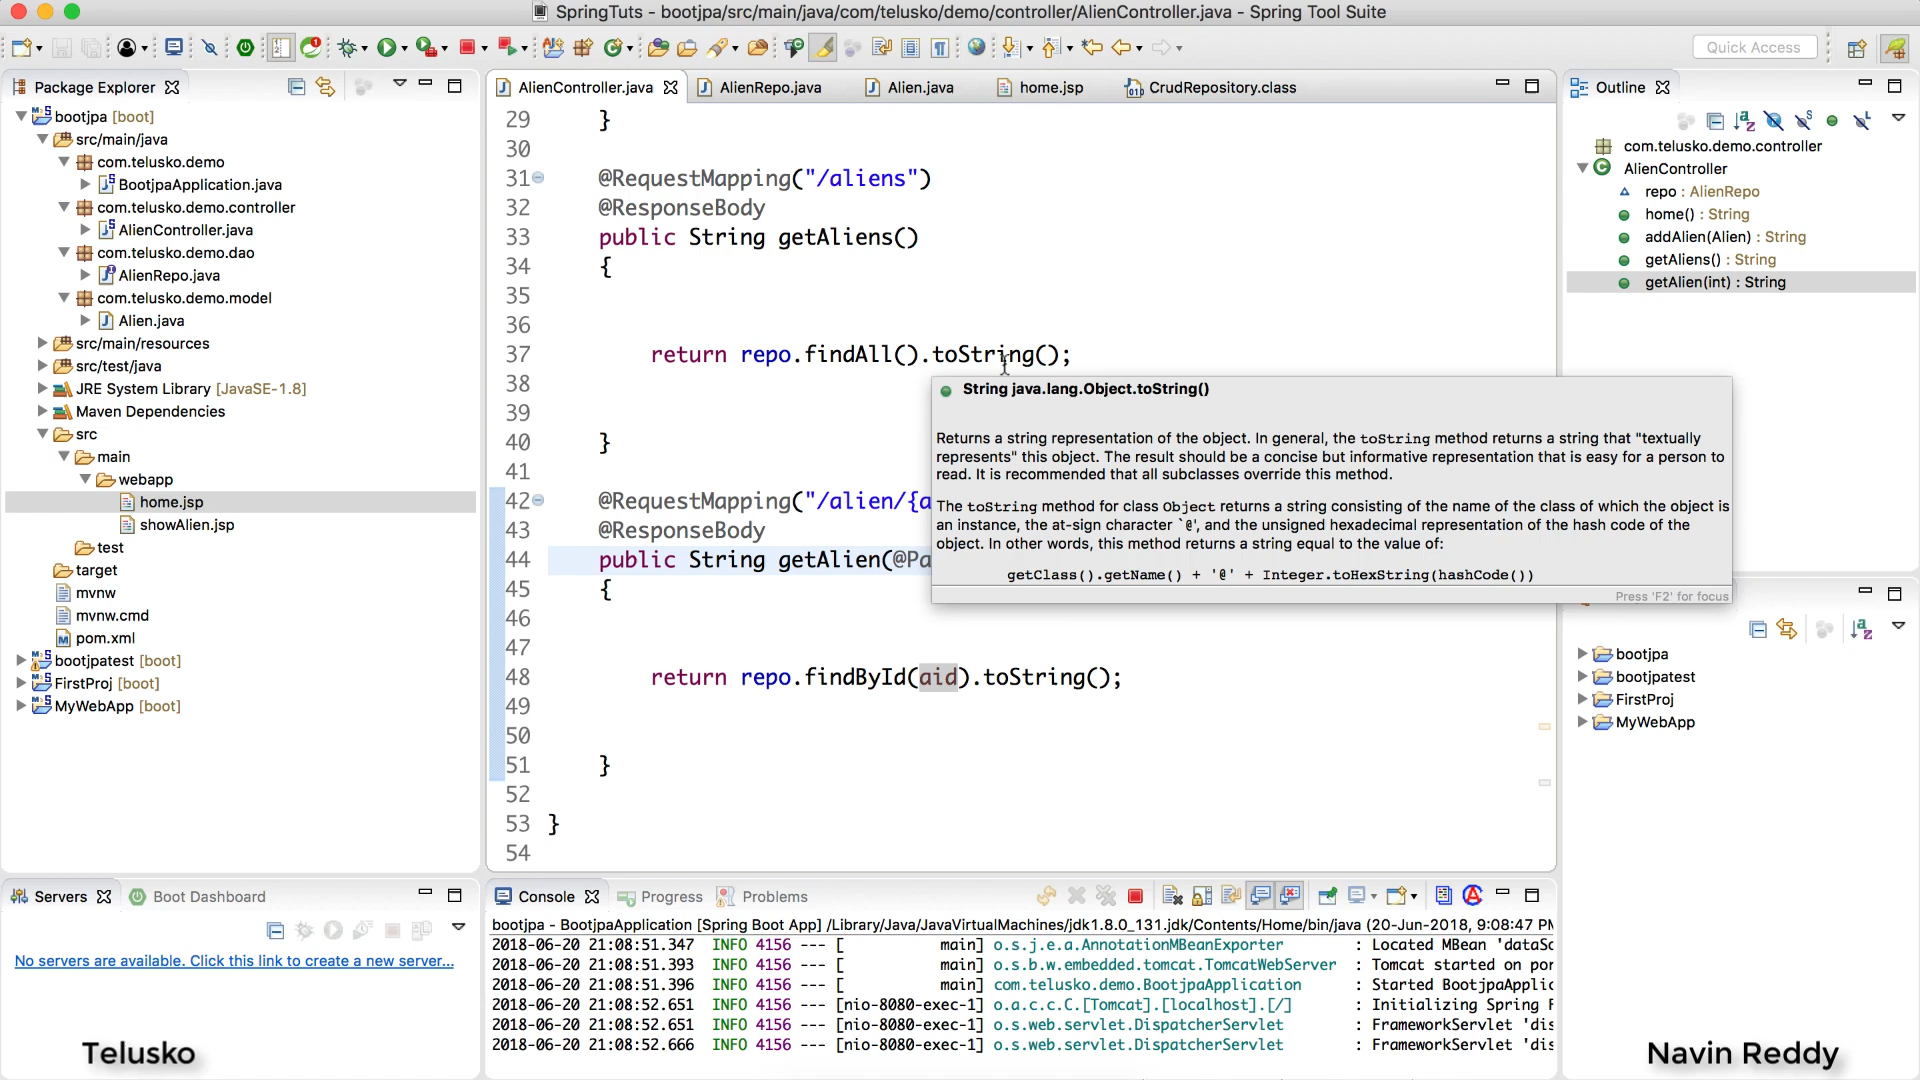 SpringTuts - bootjpa/src/main/java/com/telusko/demo/controller/AlienController.java - Spring Tool Suite
Quick Access
Package Explorer
bootjpa [boot]
src/main/java
com.telusko.demo
BootjpaApplication.java
com.telusko.demo.controller
AlienController.java
com.telusko.demo.dao
AlienRepo.java
com.telusko.demo.model
Alien.java
src/main/resources
src/test/java
JRE System Library [JavaSE-1.8]
Maven Dependencies
src
main
webapp
home.jsp
showAlien.jsp
test
target
mvnw
mvnw.cmd
pom.xml
bootjpatest [boot]
FirstProj [boot]
MyWebApp [boot]
AlienController.java AlienRepo.java Alien.java home.jsp CrudRepository.class
29 }
30
31 @RequestMapping("/aliens")
32 @ResponseBody
33 public String getAliens()
34 {
35
36
37 return repo.findAll().toString();
38
39
40 }
41
42 @RequestMapping("/alien/{a
43 @ResponseBody
44 public String getAlien(@Pa
45 {
46
47
48 return repo.findById(aid).toString();
49
50
51 }
52
53 }
54
String java.lang.Object.toString()
Returns a string representation of the object. In general, the toString method returns a string that "textually
represents" this object. The result should be a concise but informative representation that is easy for a person to
read. It is recommended that all subclasses override this method.
The toString method for class Object returns a string consisting of the name of the class of which the object is
an instance, the at-sign character `@', and the unsigned hexadecimal representation of the hash code of the
object. In other words, this method returns a string equal to the value of:
getClass().getName() + '@' + Integer.toHexString(hashCode())
Press 'F2' for focus
Outline
com.telusko.demo.controller
AlienController
repo : AlienRepo
home() : String
addAlien(Alien) : String
getAliens() : String
getAlien(int) : String
bootjpa
bootjpatest
FirstProj
MyWebApp
Servers Boot Dashboard
No servers are available. Click this link to create a new server...
Console Progress Problems
bootjpa - BootjpaApplication [Spring Boot App] /Library/Java/JavaVirtualMachines/jdk1.8.0_131.jdk/Contents/Home/bin/java (20-Jun-2018, 9:08:47 PM
2018-06-20 21:08:51.347 INFO 4156 --- [ main] o.s.j.e.a.AnnotationMBeanExporter : Located MBean 'dataSo
2018-06-20 21:08:51.393 INFO 4156 --- [ main] o.s.b.w.embedded.tomcat.TomcatWebServer : Tomcat started on por
2018-06-20 21:08:51.396 INFO 4156 --- [ main] com.telusko.demo.BootjpaApplication : Started BootjpaApplic
2018-06-20 21:08:52.651 INFO 4156 --- [nio-8080-exec-1] o.a.c.c.C.[Tomcat].[localhost].[/] : Initializing Spring F
2018-06-20 21:08:52.651 INFO 4156 --- [nio-8080-exec-1] o.s.web.servlet.DispatcherServlet : FrameworkServlet 'dis
2018-06-20 21:08:52.666 INFO 4156 --- [nio-8080-exec-1] o.s.web.servlet.DispatcherServlet : FrameworkServlet 'dis
Telusko
Navin Reddy